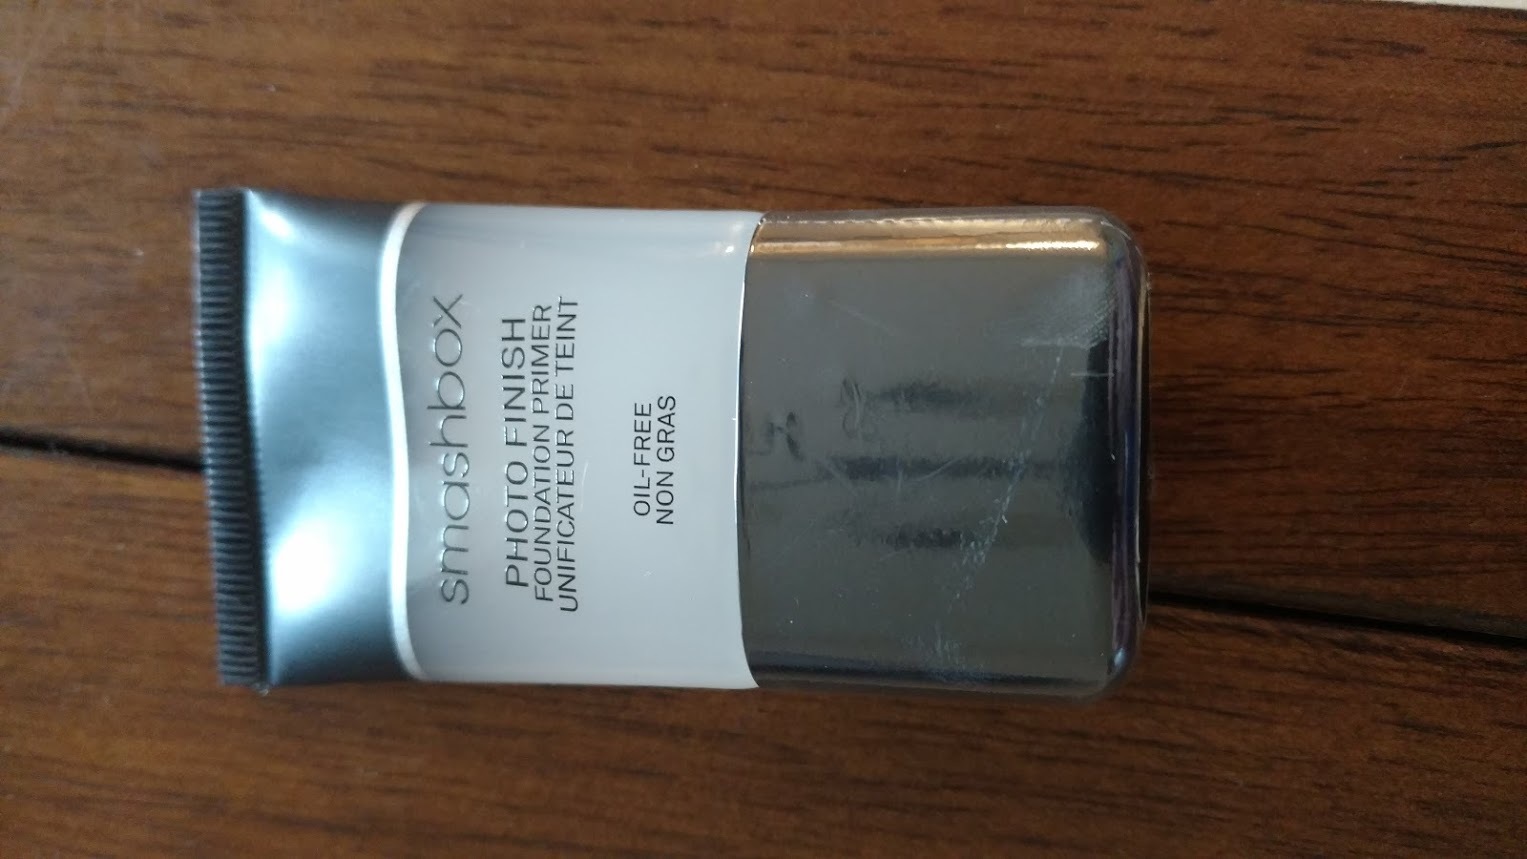 smashbox
PHOTO FINISH
FOUNDATION PRIMER
UNIFICATEUR DE TEINT
OIL-FREE
NON GRAS